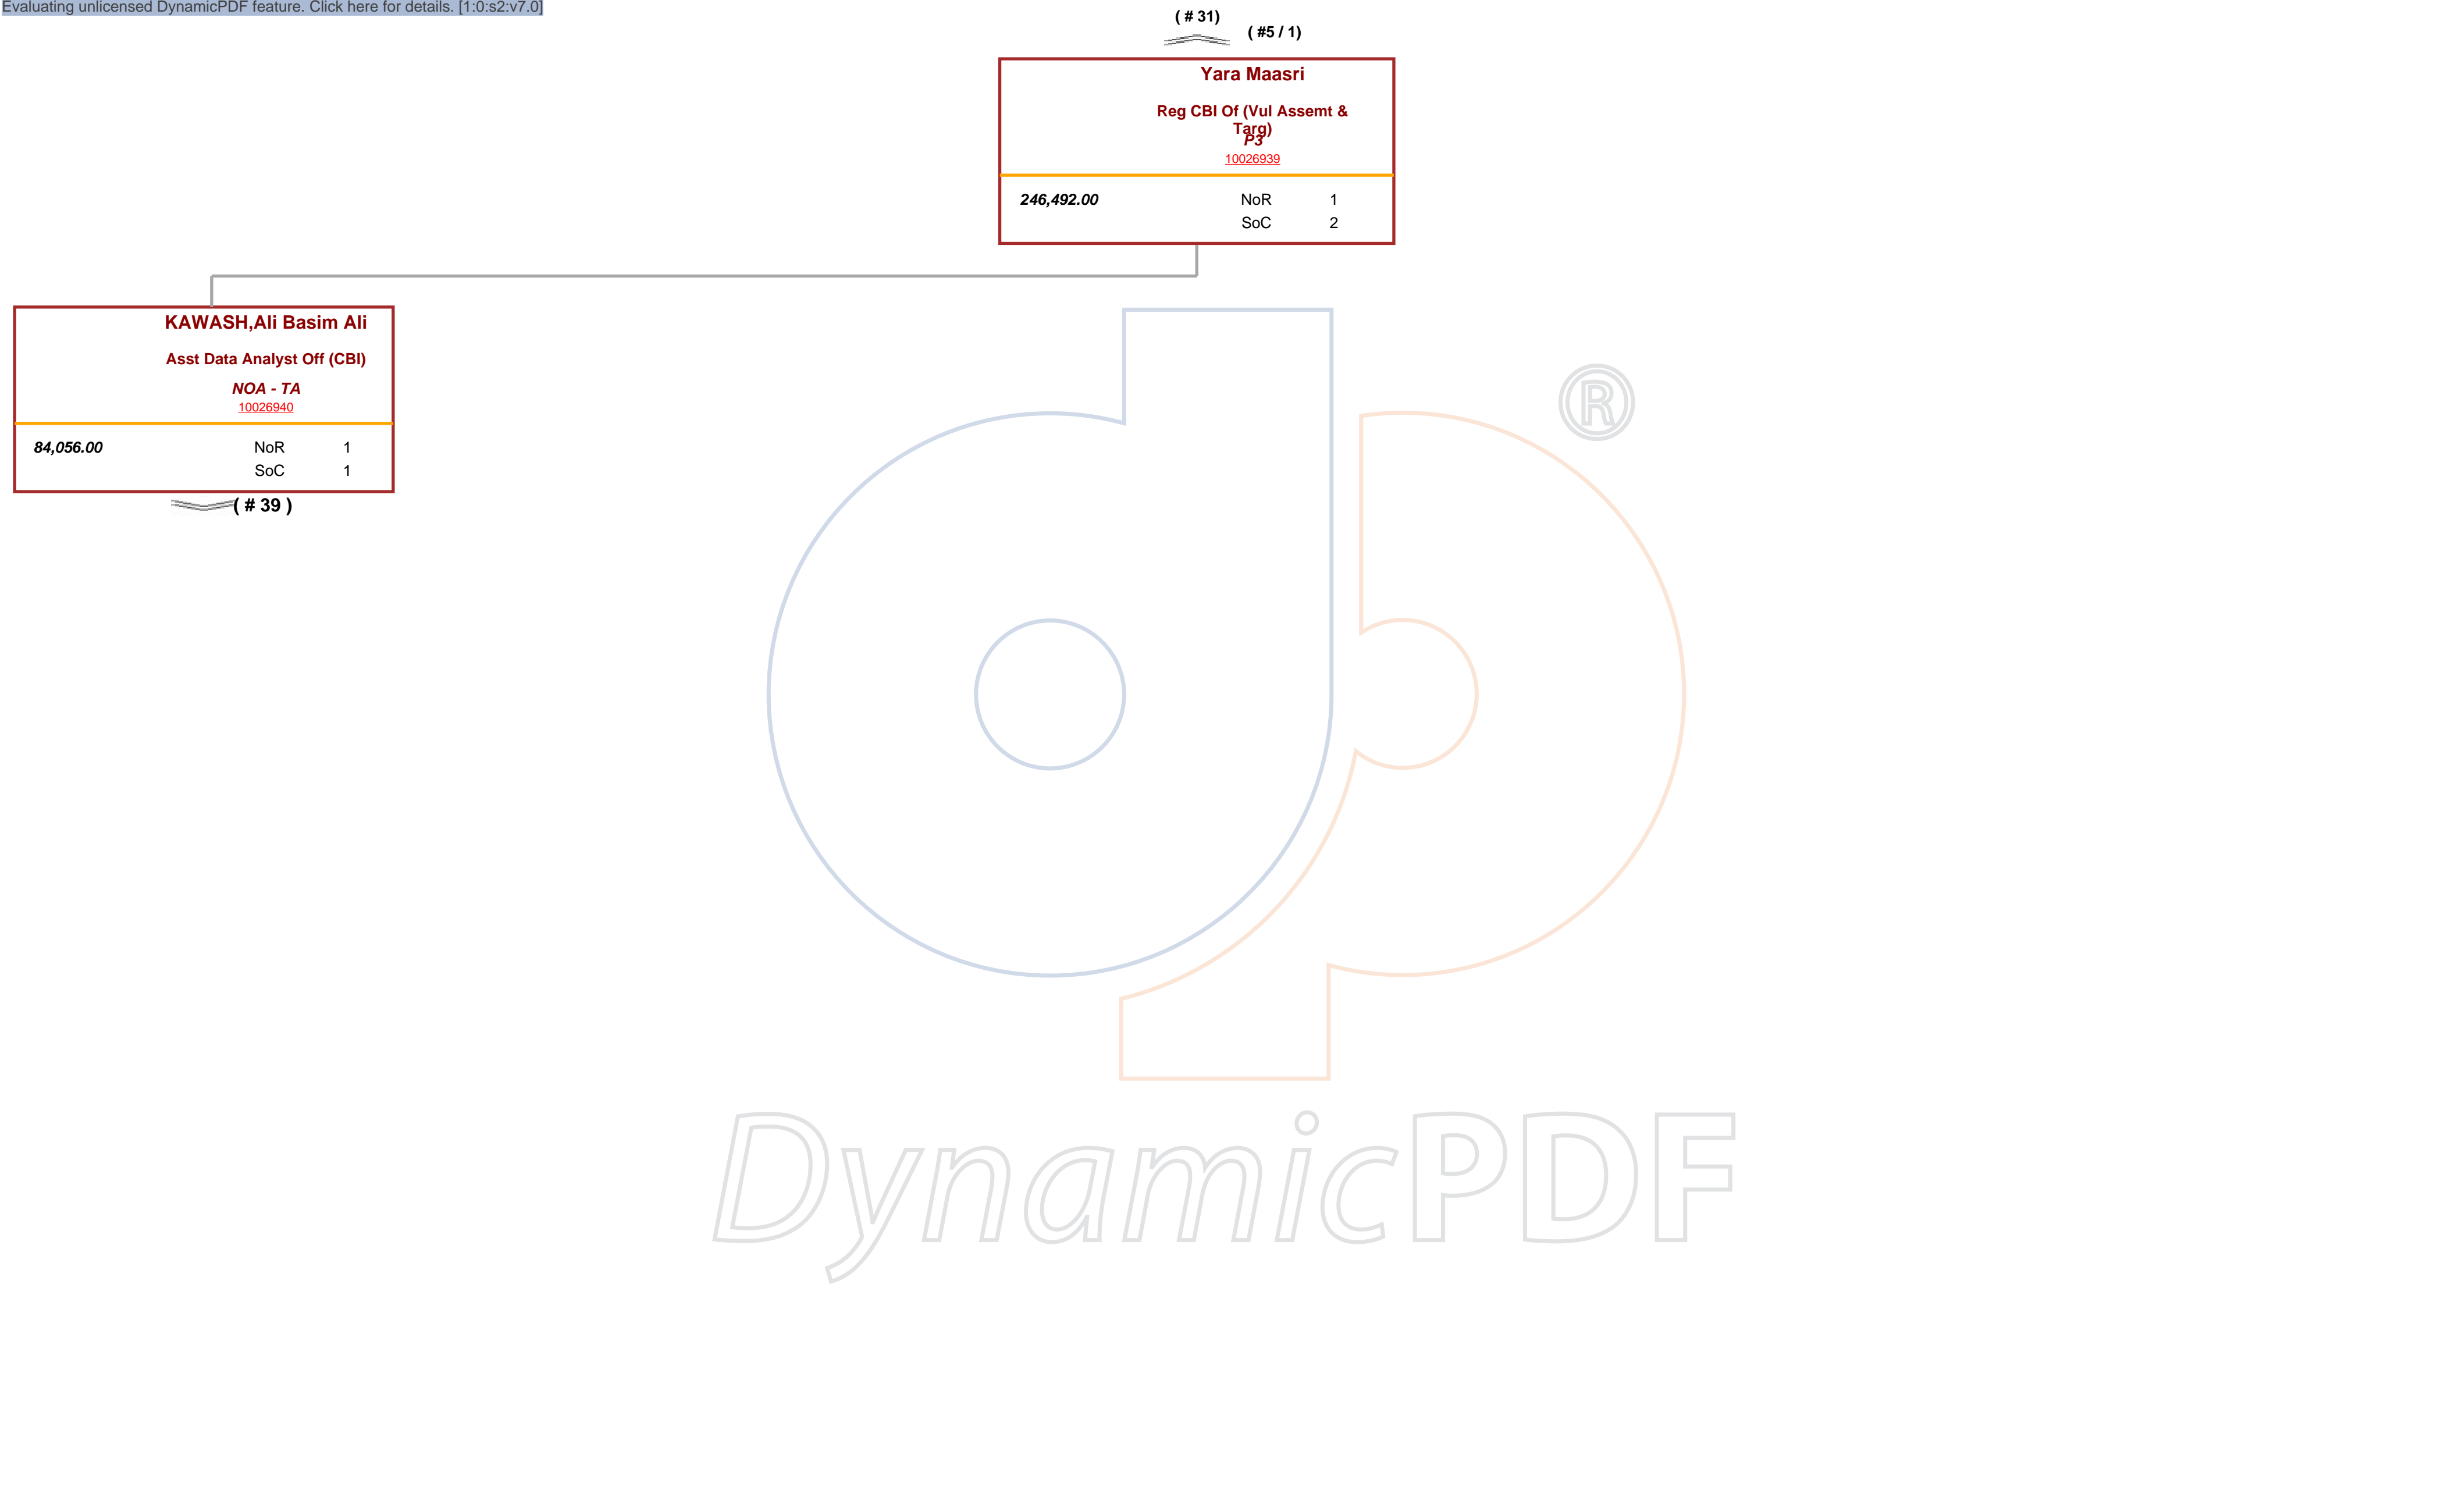 Evaluating unlicensed DynamicPDF feature. Click here for details. [1:0:s2:v7.0]
( # 31)
( #5 / 1)
Yara Maasri
Reg CBI Of (Vul Assemt &
Targ)
P3
10026939
246,492.00 NoR 1
SoC 2
KAWASH,Ali Basim Ali
Asst Data Analyst Off (CBI)
NOA - TA
10026940
84,056.00 NoR 1
SoC 1
( # 39 )
®
DynamicPDF